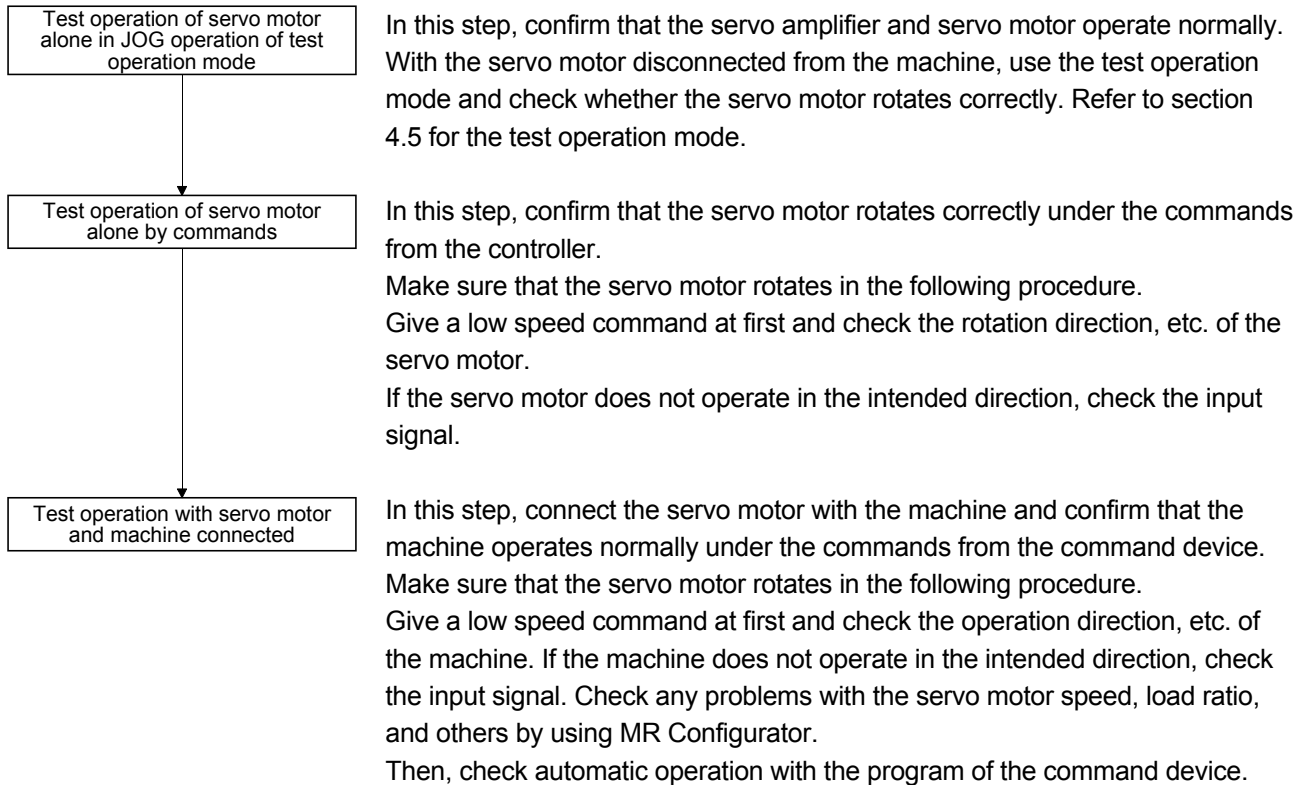 Test operation of servo motor
alone in JOG operation of test
operation mode
In this step, confirm that the servo amplifier and servo motor operate normally.
With the servo motor disconnected from the machine, use the test operation
mode and check whether the servo motor rotates correctly. Refer to section
4.5 for the test operation mode.
Test operation of servo motor
alone by commands
In this step, confirm that the servo motor rotates correctly under the commands
from the controller.
Make sure that the servo motor rotates in the following procedure.
Give a low speed command at first and check the rotation direction, etc. of the
servo motor.
If the servo motor does not operate in the intended direction, check the input
signal.
Test operation with servo motor
and machine connected
In this step, connect the servo motor with the machine and confirm that the
machine operates normally under the commands from the command device.
Make sure that the servo motor rotates in the following procedure.
Give a low speed command at first and check the operation direction, etc. of
the machine. If the machine does not operate in the intended direction, check
the input signal. Check any problems with the servo motor speed, load ratio,
and others by using MR Configurator.
Then, check automatic operation with the program of the command device.